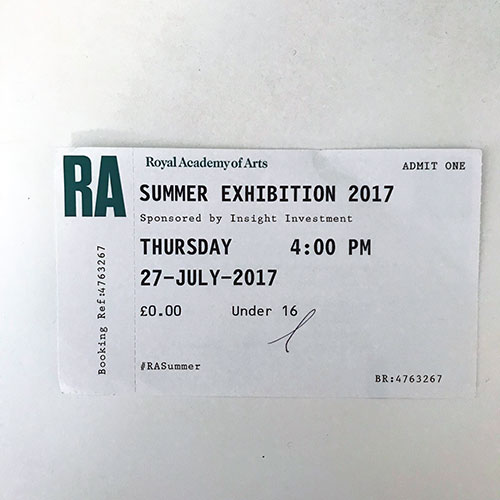 RA
Royal Academy of Arts
ADMIT ONE
SUMMER EXHIBITION 2017
Sponsored by Insight Investment
THURSDAY 4:00 PM
27-JULY-2017
£0.00 Under 16
#RASummer
BR:4763267
Booking Ref:4763267